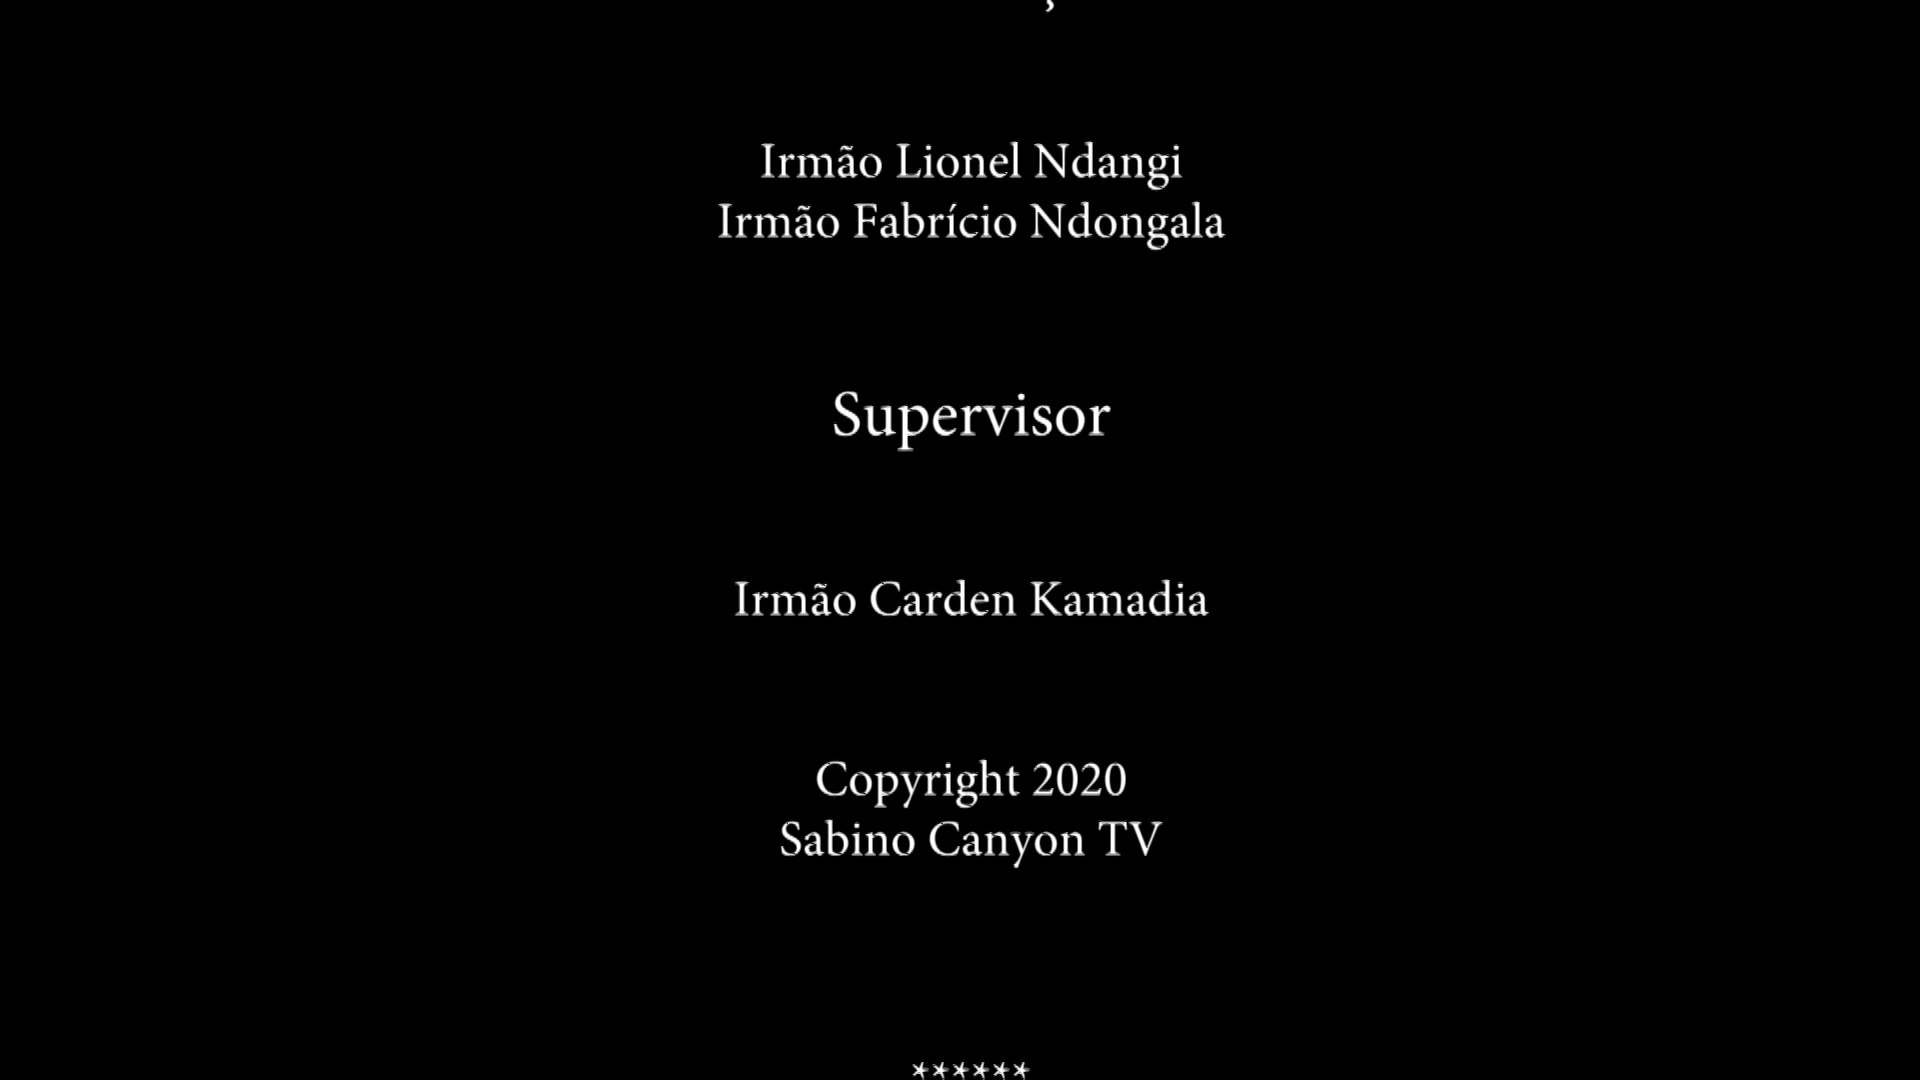 Irmão Lionel Ndangi
Irmão Fabrício Ndongala
Supervisor
Irmão Carden Kamadia
Copyright 2020
Sabino Canyon TV
******